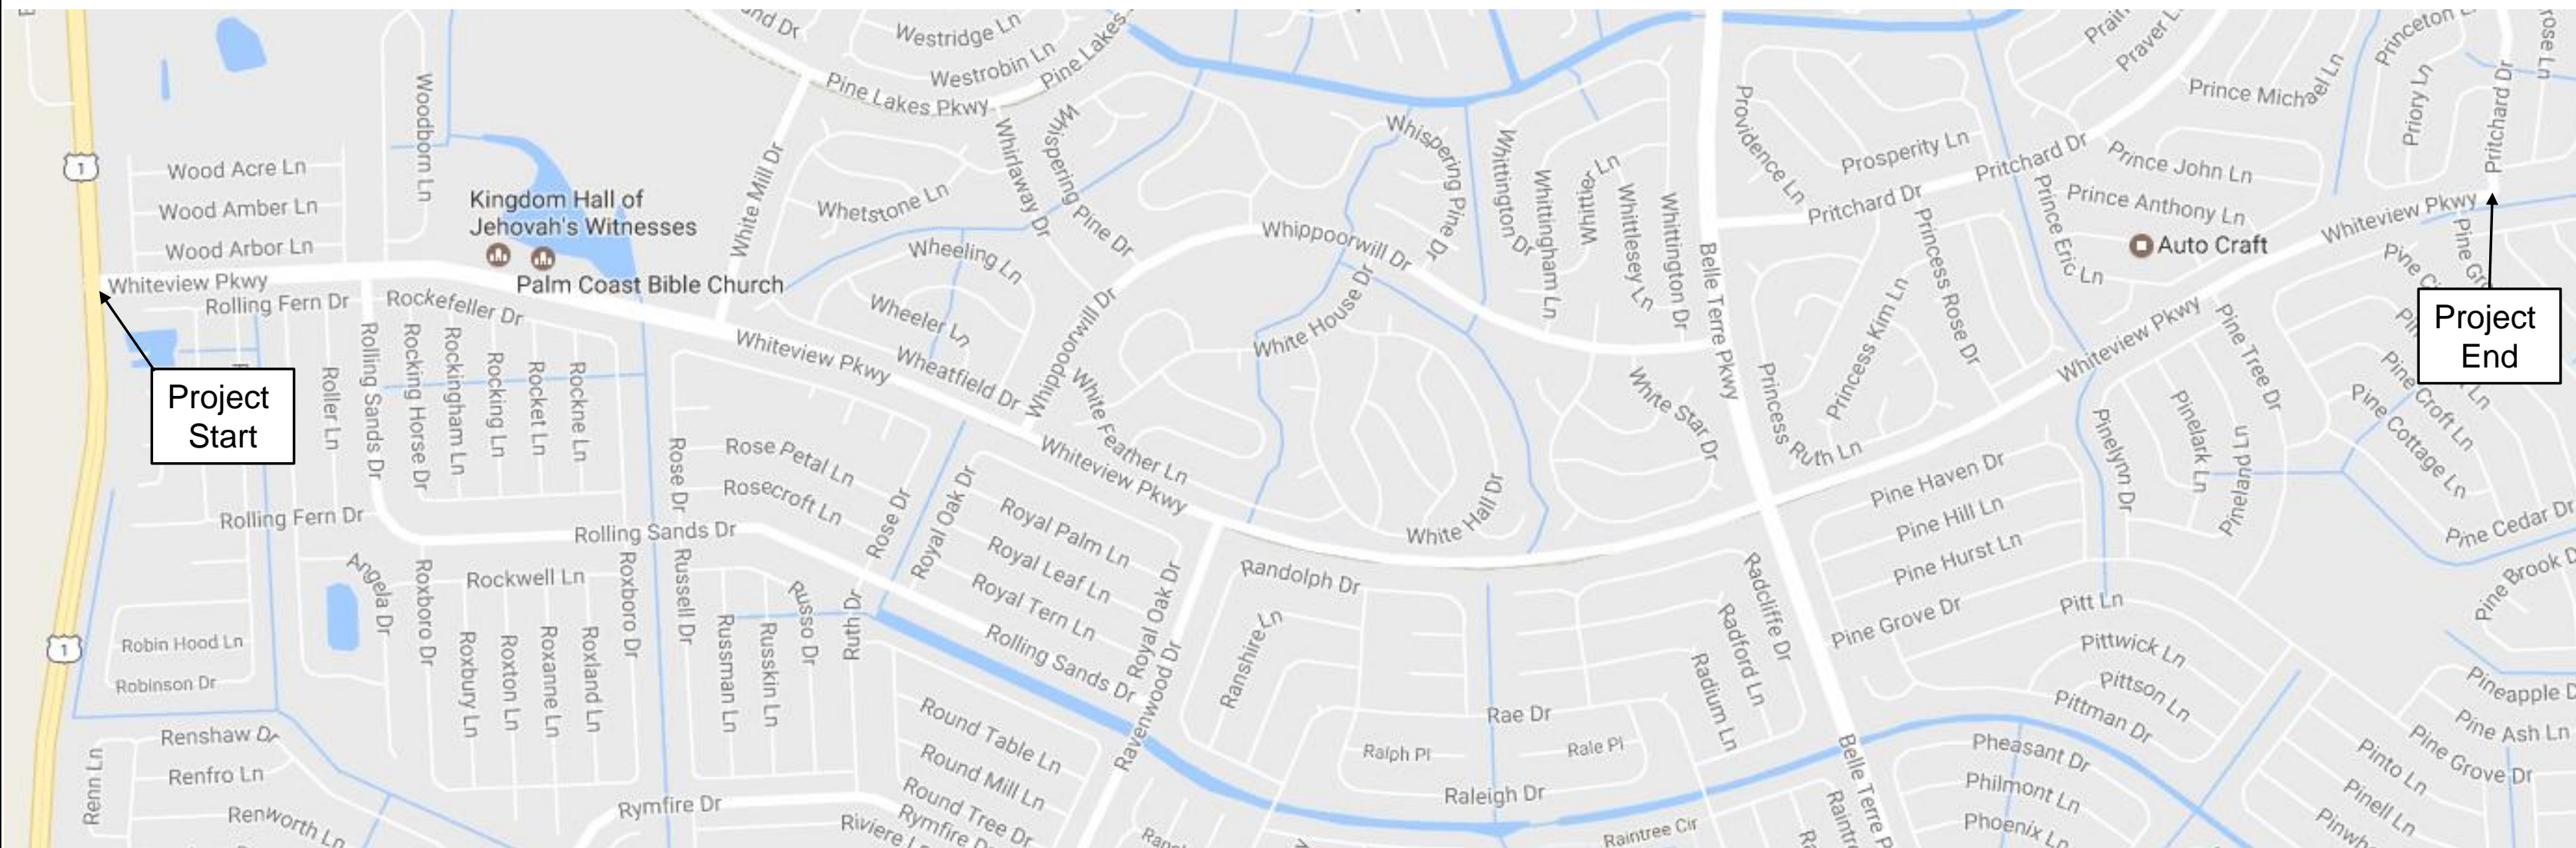 Westridge Ln
Westrobin Ln
Pine Lakes
Pine Lakes Pkwy
Woodborn Ln
1
Wood Acre Ln
Wood Amber Ln
Wood Arbor Ln
Kingdom Hall of
Jehovah's Witnesses
Palm Coast Bible Church
White Mill Dr
Whetstone Ln
Whirlaway Dr
Whispering Pine Dr
Wheeling Ln
Wheeler Ln
Wheatfield Dr
Whippoorwill Dr
Whippoorwill Dr
Whispering Pine Dr
Whittington Dr
Whittingham Ln
Whittier Ln
Whittlesey Ln
Whittington Dr
White House Dr
White Star Dr
White Hall Dr
White Feather Ln
Belle Terre Pkwy
Providence Ln
Prosperity Ln
Pritchard Dr
Pritchard Dr
Prince Michael Ln
Prince John Ln
Prince Anthony Ln
Prince Eric Ln
Princess Rose Dr
Princess Kim Ln
Princess Ruth Ln
Auto Craft
Priory Ln
Pritchard Dr
Whiteview Pkwy
Whiteview Pkwy
Whiteview Pkwy
Whiteview Pkwy
Whiteview Pkwy
Project
Start
Project
End
Rolling Fern Dr
Rockefeller Dr
Roller Ln
Rolling Sands Dr
Rocking Horse Dr
Rockingham Ln
Rocking Ln
Rocket Ln
Rockne Ln
Rolling Fern Dr
Rolling Sands Dr
Rose Dr
Rose Petal Ln
Rosecroft Ln
Rose Dr
Royal Oak Dr
Royal Palm Ln
Royal Leaf Ln
Royal Tern Ln
Royal Oak Dr
Rolling Sands Dr
Ravenwood Dr
Randolph Dr
Ranshire Ln
Angela Dr
Roxboro Dr
Rockwell Ln
Roxbury Ln
Roxton Ln
Roxanne Ln
Roxland Ln
Roxboro Dr
Russell Dr
Russman Ln
Russkin Ln
Russo Dr
Ruth Dr
1
Robin Hood Ln
Robinson Dr
Renshaw Dr
Renfro Ln
Renn Ln
Renworth Ln
Rymfire Dr
Rymfire
Round Table Ln
Round Mill Ln
Round Tree Dr
Riviere
Rae Dr
Ralph Pl
Rale Pl
Raleigh Dr
Raintree Cir
Radium Ln
Radford Ln
Radcliffe Dr
Belle Terre P
Pine Haven Dr
Pine Hill Ln
Pine Hurst Ln
Pine Grove Dr
Pinelynn Dr
Pinelark Ln
Pineland Ln
Pine Tree Dr
Pine Croft Ln
Pine Cottage Ln
Pine Cedar Dr
Pine Brook D
Pitt Ln
Pittwick Ln
Pittson Ln
Pittman Dr
Pheasant Dr
Philmont Ln
Phoenix Ln
Pineapple D
Pine Ash Ln
Pine Grove Dr
Pinto Ln
Pinell Ln